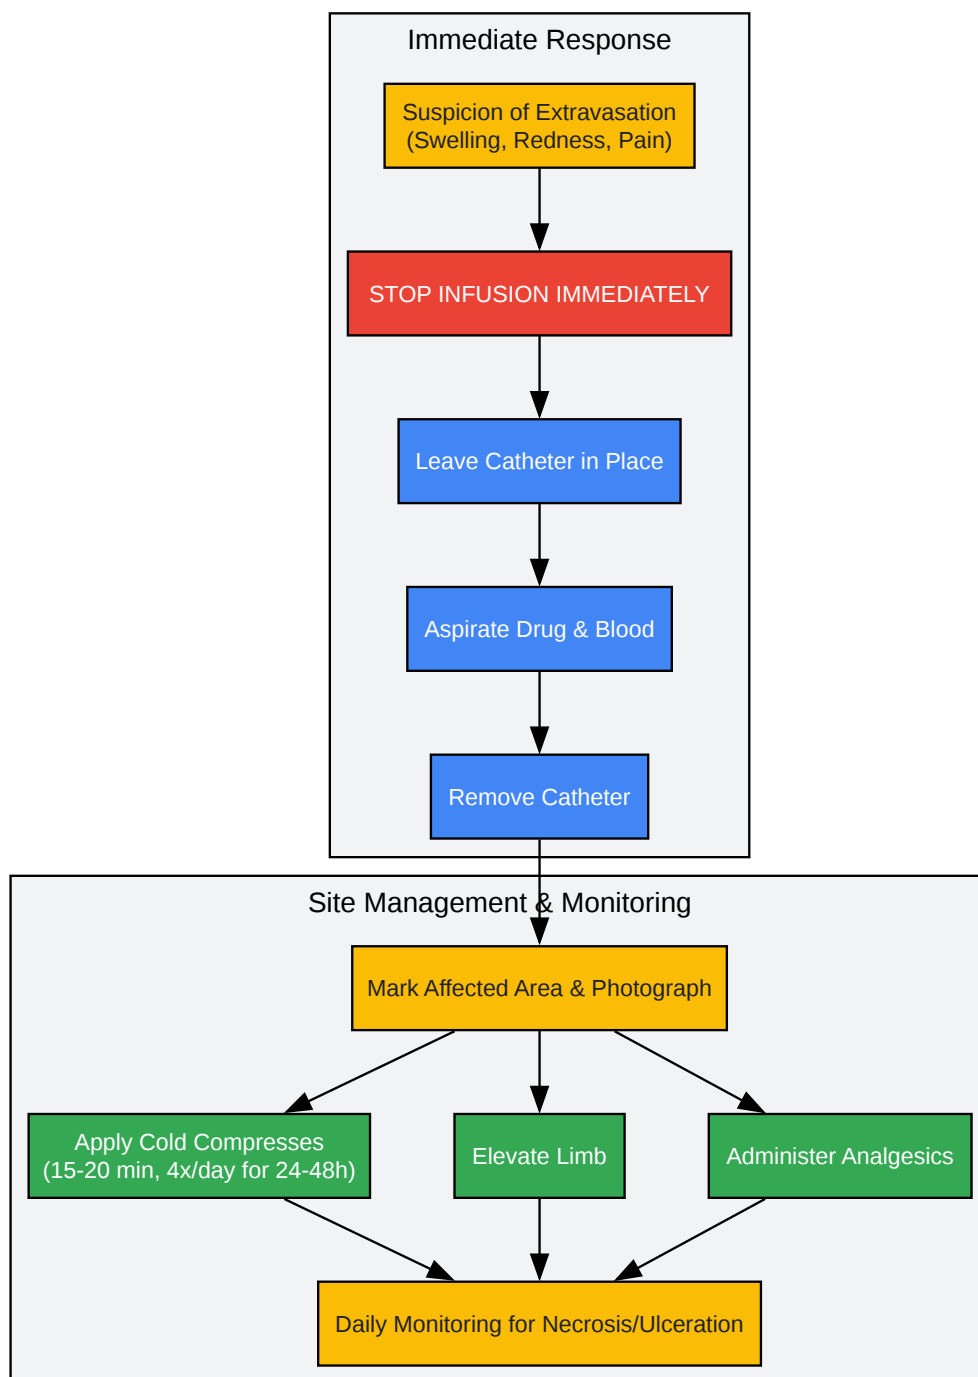 Immediate Response
Suspicion of Extravasation
(Swelling, Redness, Pain)
STOP INFUSION IMMEDIATELY
Leave Catheter in Place
Aspirate Drug & Blood
Remove Catheter
Site Management & Monitoring
Mark Affected Area & Photograph
Apply Cold Compresses
(15-20 min, 4x/day for 24-48h)
Elevate Limb
Administer Analgesics
Daily Monitoring for Necrosis/Ulceration